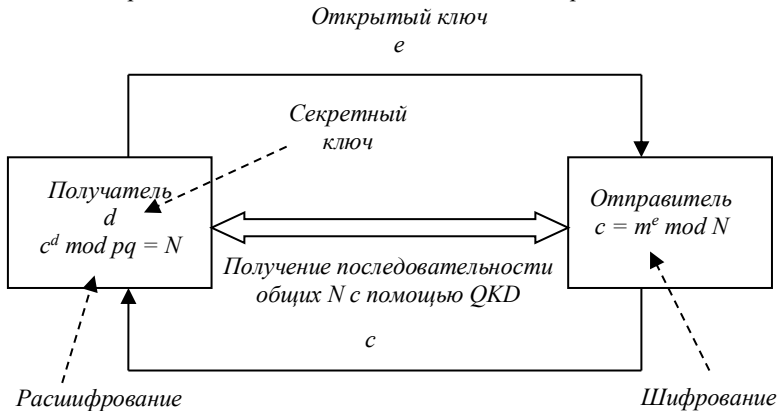 Открытый ключ
e
Секретный
ключ
Получатель
d
c^d mod pq = N
Отправитель
c = m^e mod N
Получение последовательности
общих N с помощью QKD
c
Расшифрование
Шифрование